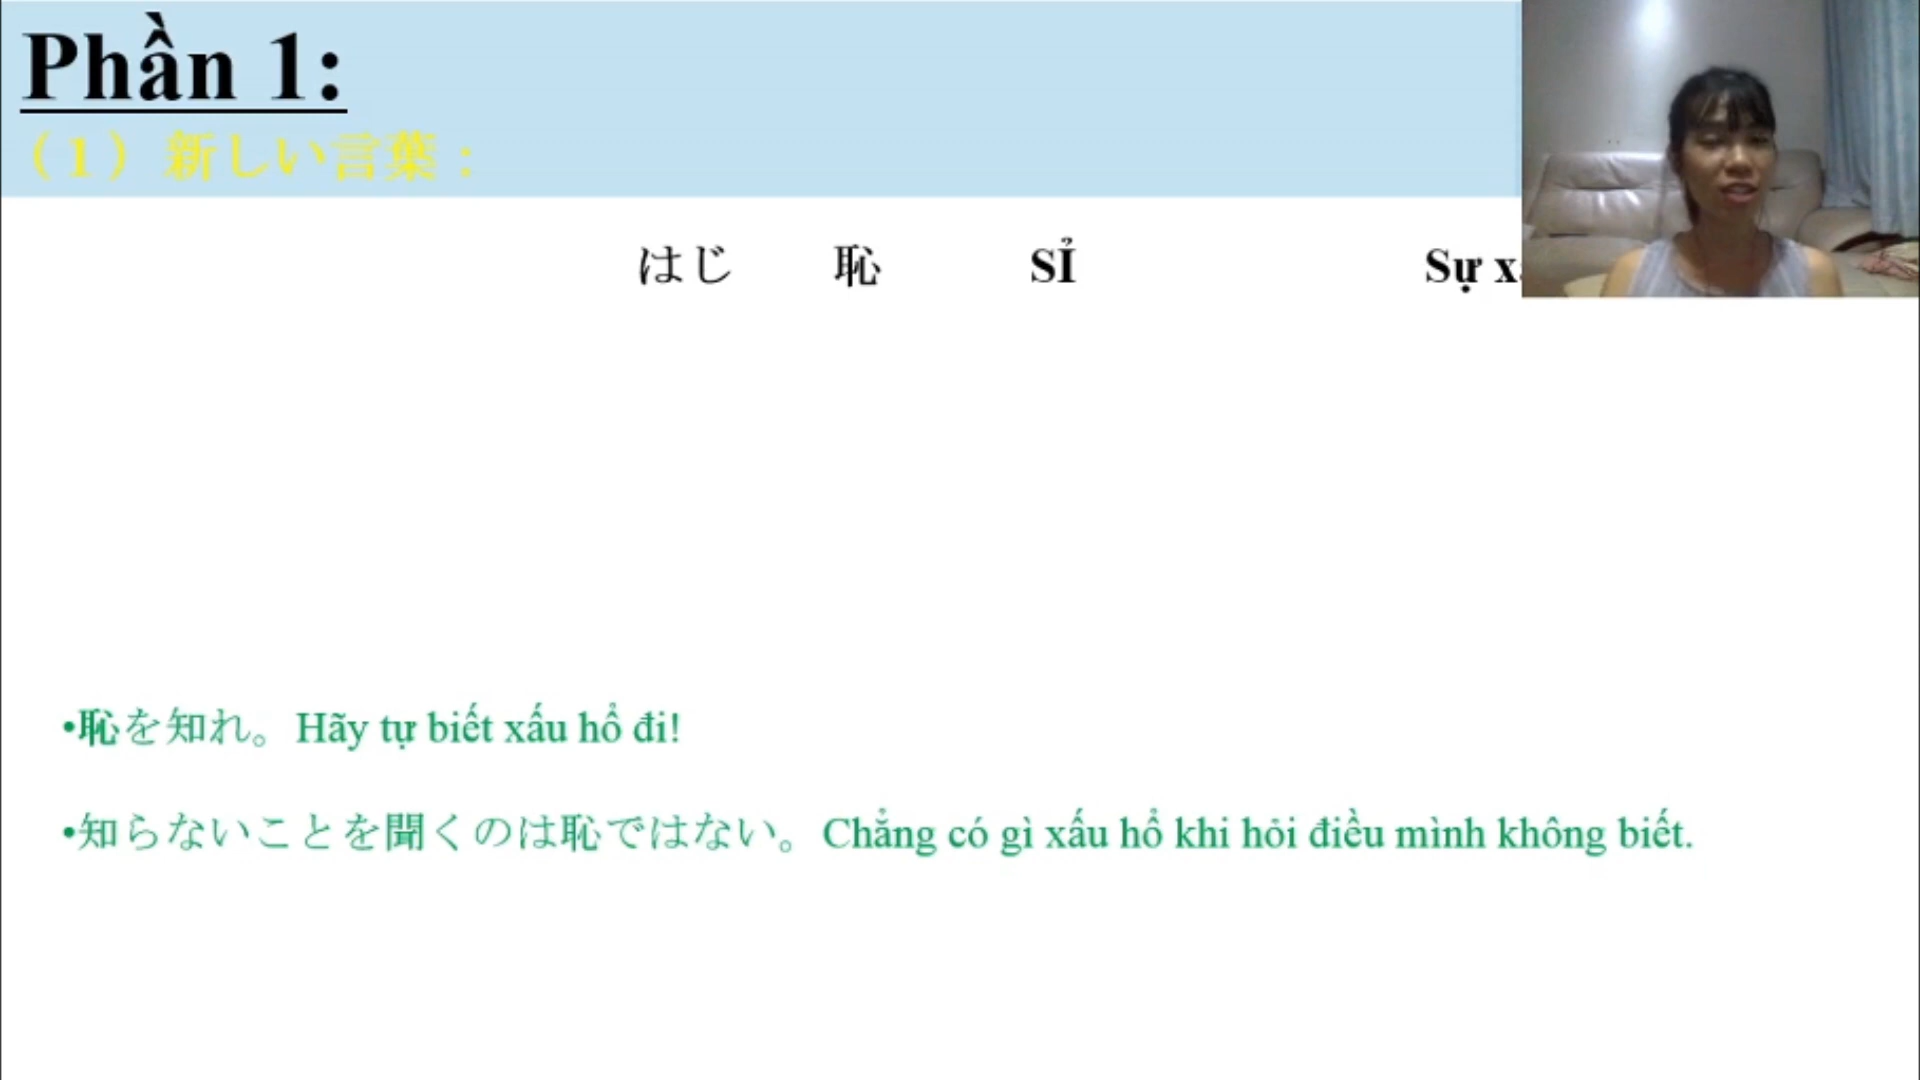 Phần 1:
（1）新しい言葉：
はじ 恥 SỈ Sự
•恥を知れ。Hãy tự biết xấu hổ đi!
•知らないことを聞くのは恥ではない。Chẳng có gì xấu hổ khi hỏi điều mình không biết.